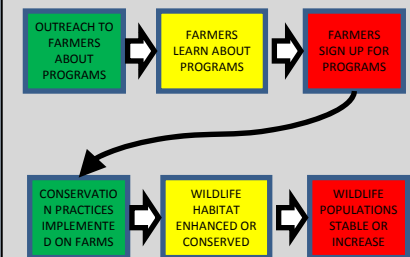 OUTREACH TO
FARMERS
ABOUT
PROGRAMS
FARMERS
LEARN ABOUT
PROGRAMS
FARMERS
SIGN UP FOR
PROGRAMS
CONSERVATIO
N PRACTICES
IMPLEMENTE
D ON FARMS
WILDLIFE
HABITAT
ENHANCED OR
CONSERVED
WILDLIFE
POPULATIONS
STABLE OR
INCREASE